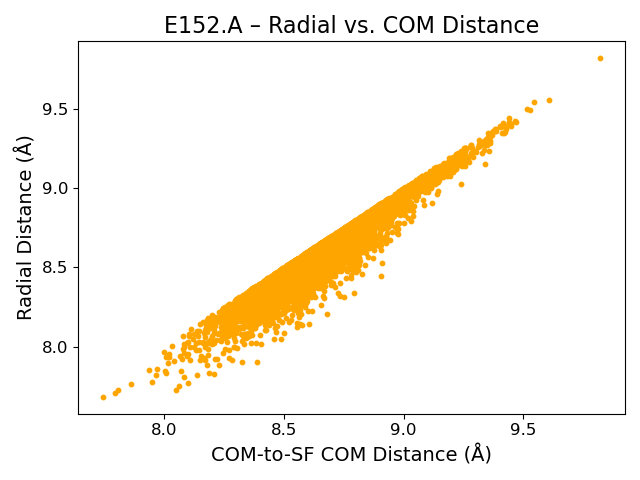 E152.A – Radial vs. COM Distance
Radial Distance (Å)
9.5
9.0
8.5
8.0
8.0 8.5 9.0 9.5
COM-to-SF COM Distance (Å)